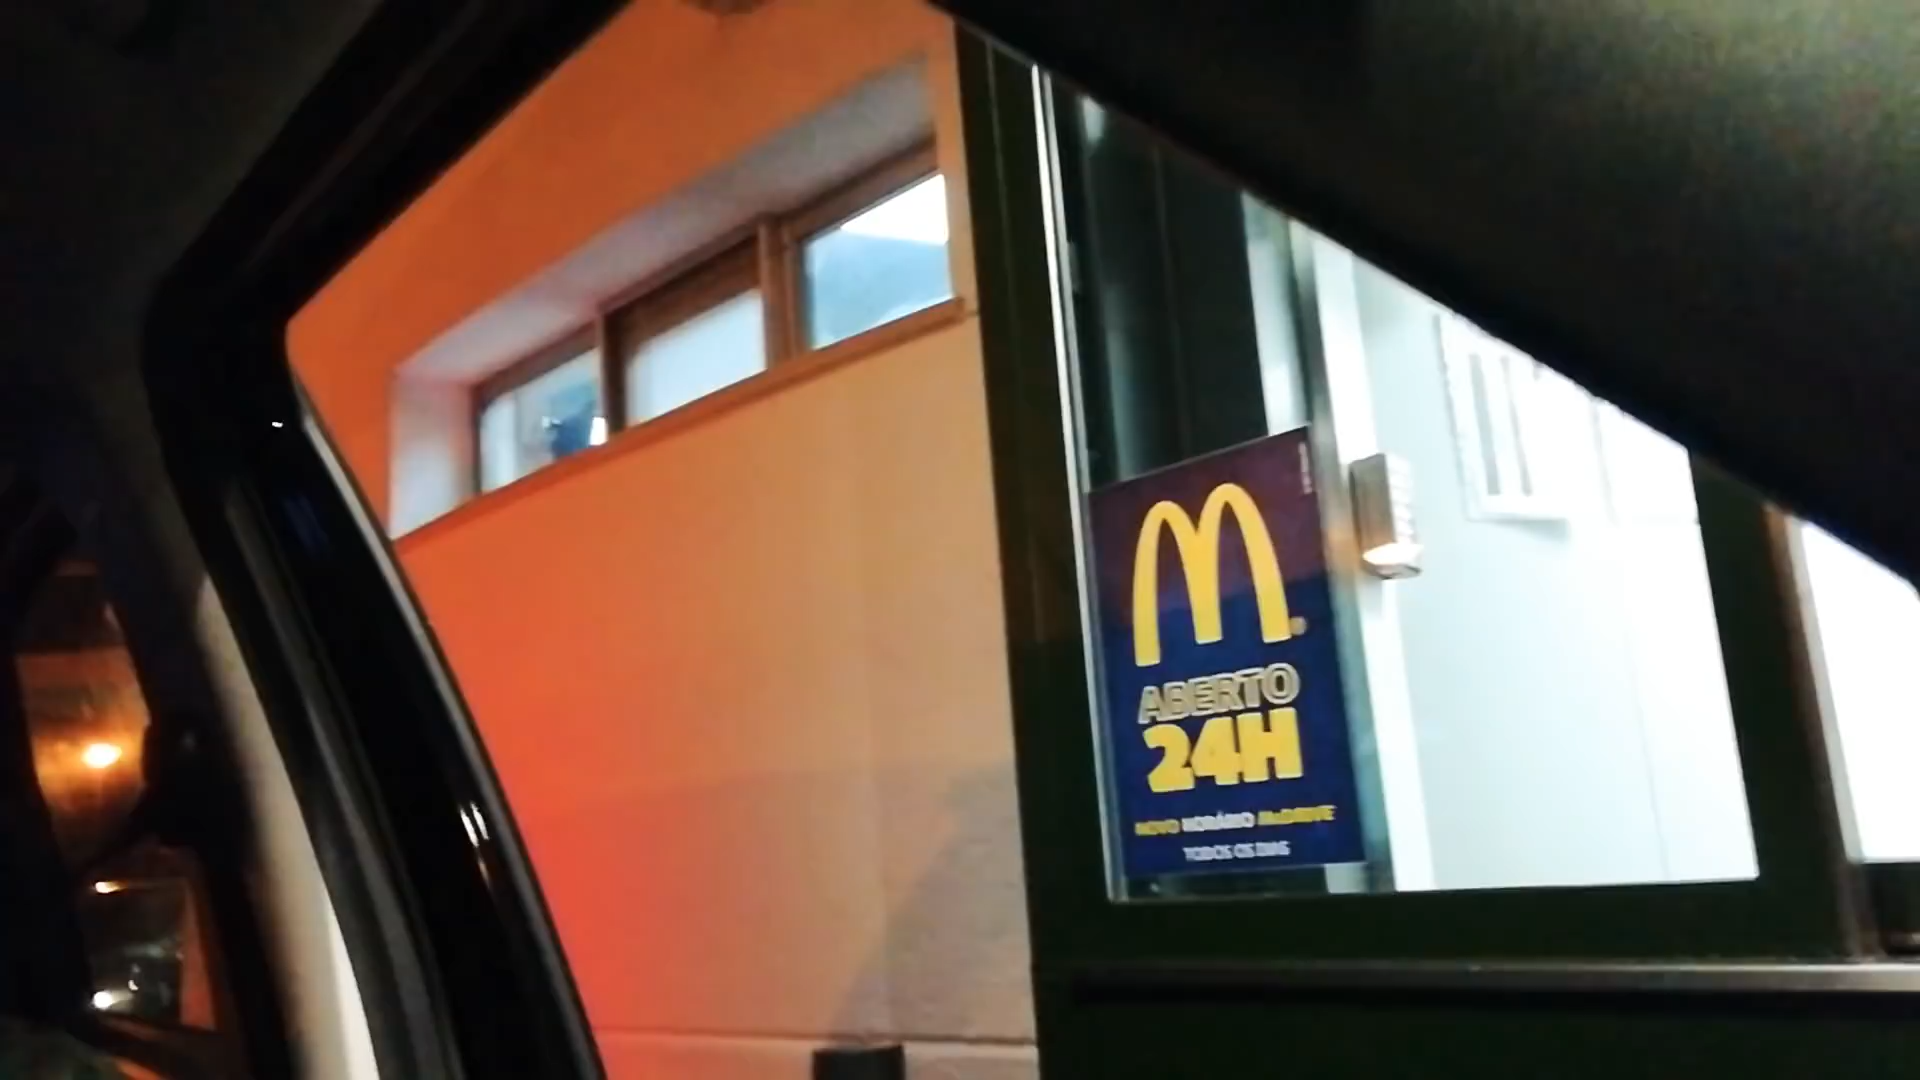 M
ABERTO
24H
NOVO HORÁRIO McDRIVE
TODOS OS DIAS